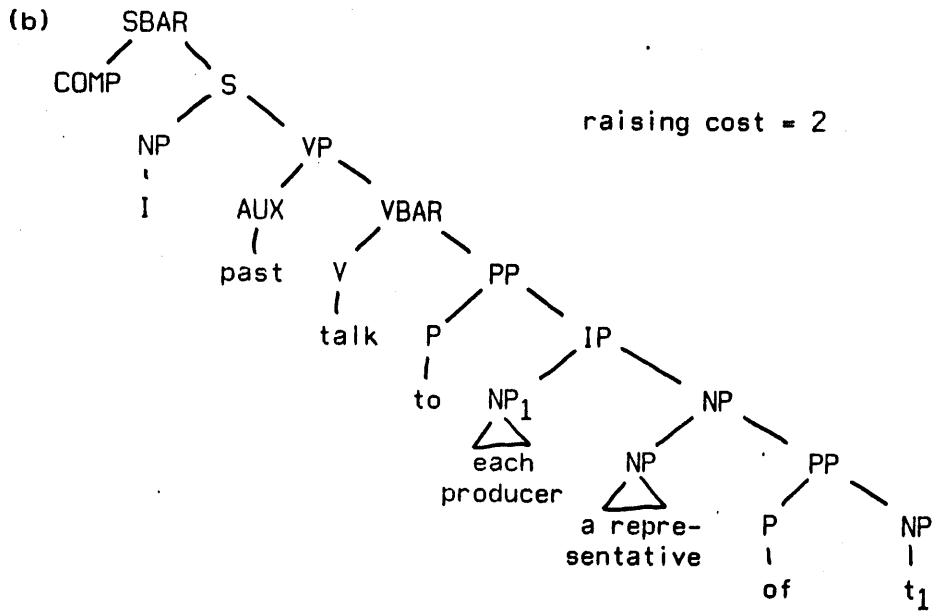 (b) SBAR
COMP S
raising cost = 2
NP VP
I AUX VBAR
past V PP
talk P IP
to NP1 NP
each
producer
NP PP
a repre-
sentative
P NP
of t1